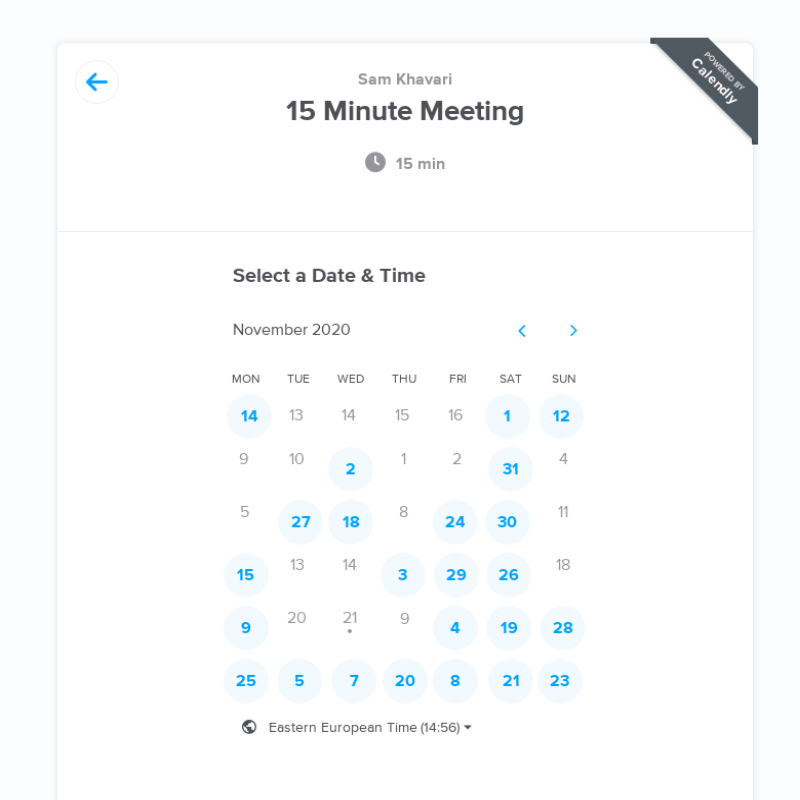 POWERED BY
Calendly
Sam Khavari
15 Minute Meeting
15 min
Select a Date & Time
November 2020
MON TUE WED THU FRI SAT SUN
14 13 14 15 16 1 12
9 10 2 1 2 31 4
5 27 18 8 24 30 11
15 13 14 3 29 26 18
9 20 21 9 4 19 28
25 5 7 20 8 21 23
Eastern European Time (14:56)